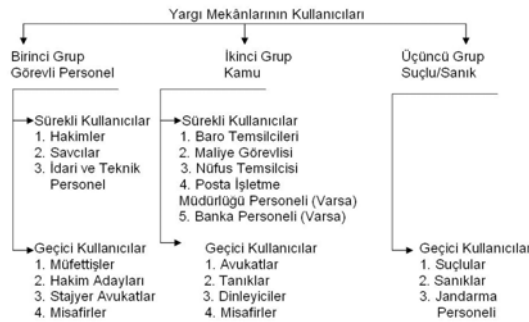 Yargı Mekânlarının Kullanıcıları
Birinci Grup
Görevli Personel
Sürekli Kullanıcılar
1. Hakimler
2. Savcılar
3. İdari ve Teknik
Personel
Geçici Kullanıcılar
1. Müfettişler
2. Hakim Adayları
3. Stajyer Avukatlar
4. Misafirler
İkinci Grup
Kamu
Sürekli Kullanıcılar
1. Baro Temsilcileri
2. Maliye Görevlisi
3. Nüfus Temsilcisi
4. Posta İşletme
Müdürlüğü Personeli (Varsa)
5. Banka Personeli (Varsa)
Geçici Kullanıcılar
1. Avukatlar
2. Tanıklar
3. Dinleyiciler
4. Misafirler
Üçüncü Grup
Suçlu/Sanık
Geçici Kullanıcılar
1. Suçlular
2. Sanıklar
3. Jandarma
Personeli